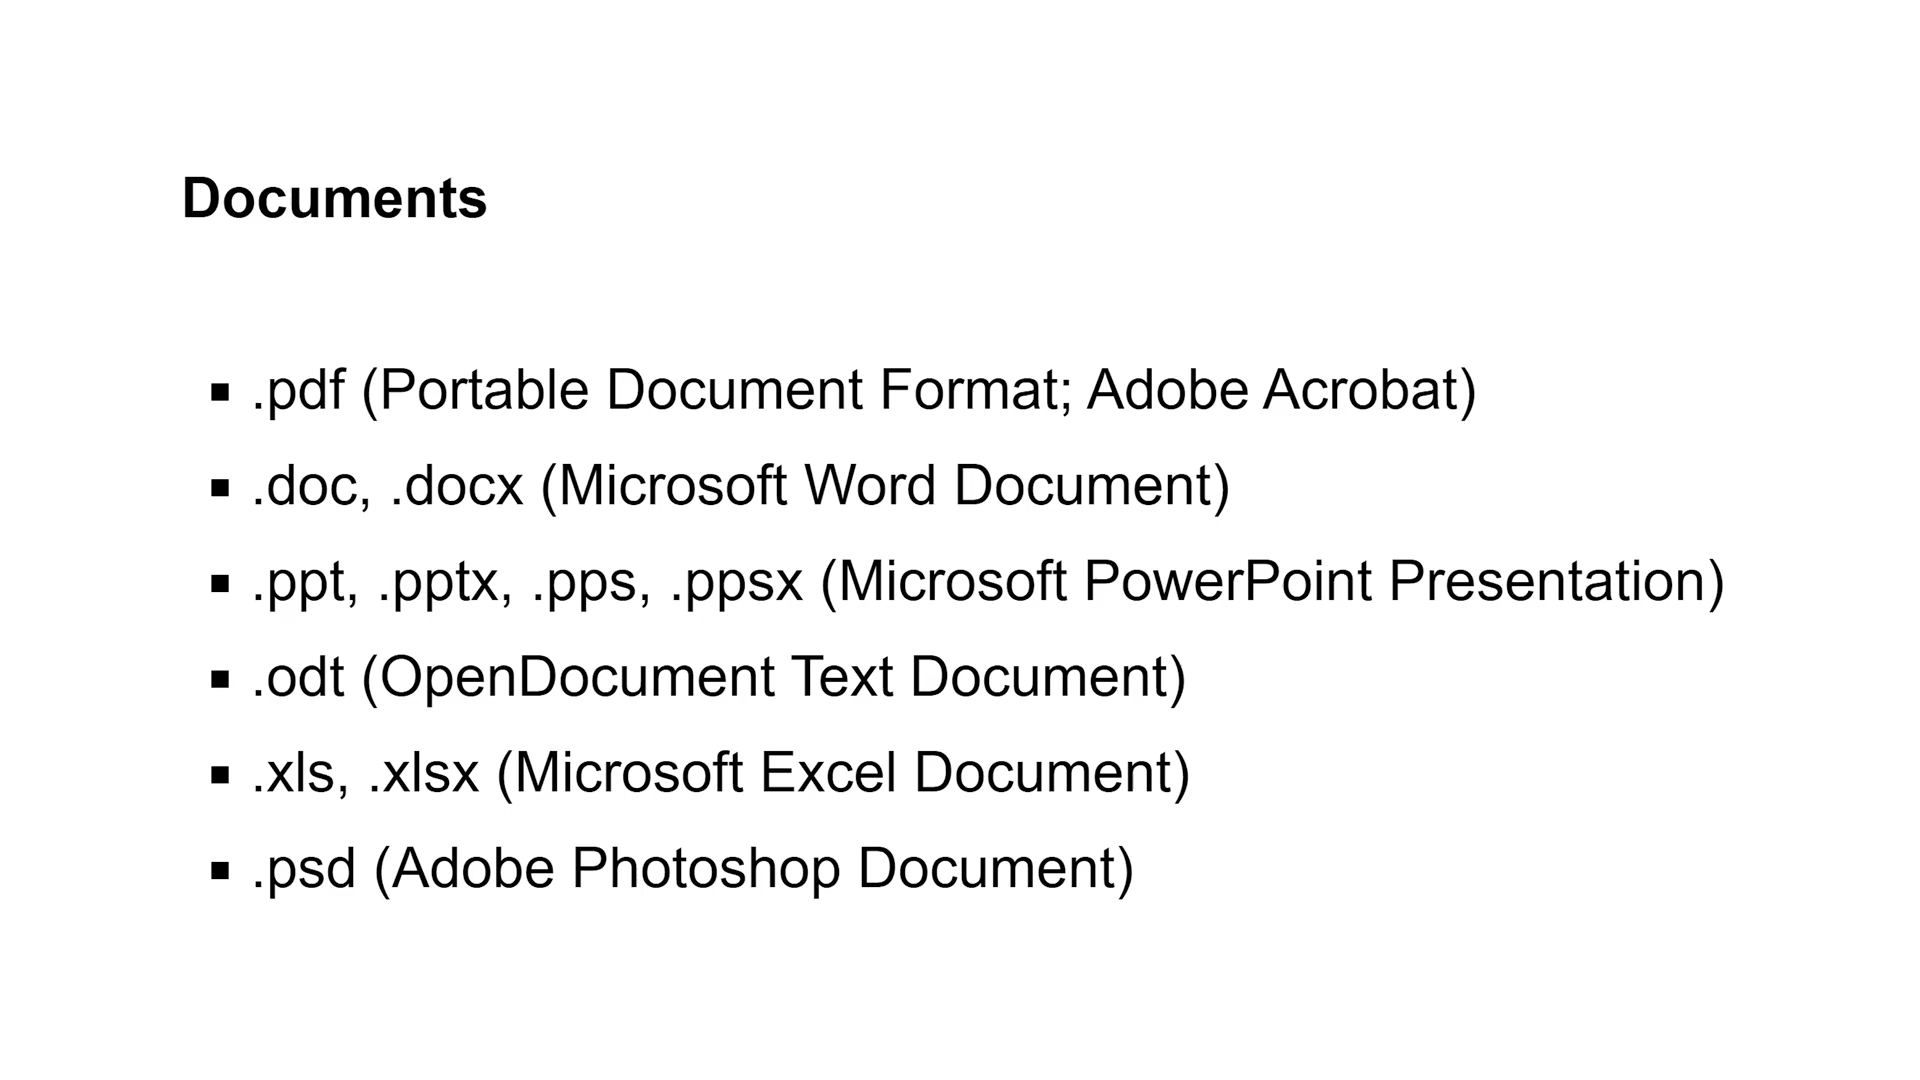 Documents
▪ .pdf (Portable Document Format; Adobe Acrobat)
▪ .doc, .docx (Microsoft Word Document)
▪ .ppt, .pptx, .pps, .ppsx (Microsoft PowerPoint Presentation)
▪ .odt (OpenDocument Text Document)
▪ .xls, .xlsx (Microsoft Excel Document)
▪ .psd (Adobe Photoshop Document)